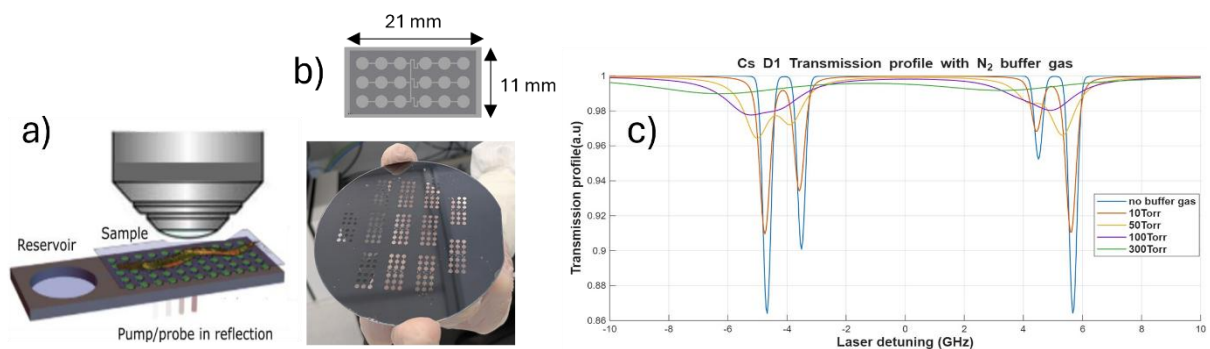 a)
Reservoir
Sample
Pump/probe in reflection
b)
21 mm
11 mm
c)
Cs D1 Transmission profile with N₂ buffer gas
Transmission profile(a.u)
1
0.98
0.96
0.94
0.92
0.9
0.88
0.86
-10
-8
-6
-4
-2
0
2
4
6
8
10
Laser detuning (GHz)
no buffer gas
10Torr
50Torr
100Torr
300Torr